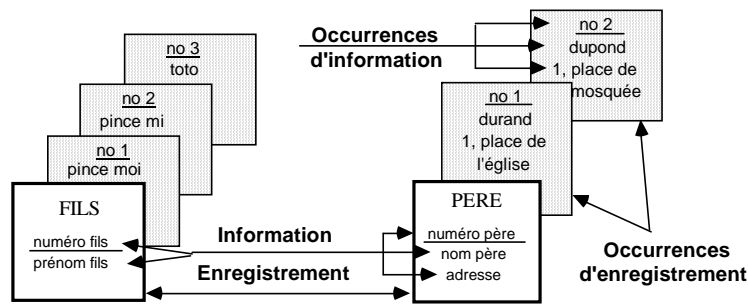 no 3
toto
no 2
pince mi
no 1
pince moi
FILS
numéro fils
prénom fils
Occurrences
d'information
Information
Enregistrement
no 2
dupond
1, place de
mosquée
no 1
durand
1, place de
l'église
PERE
numéro père
nom père
adresse
Occurrences
d'enregistrement